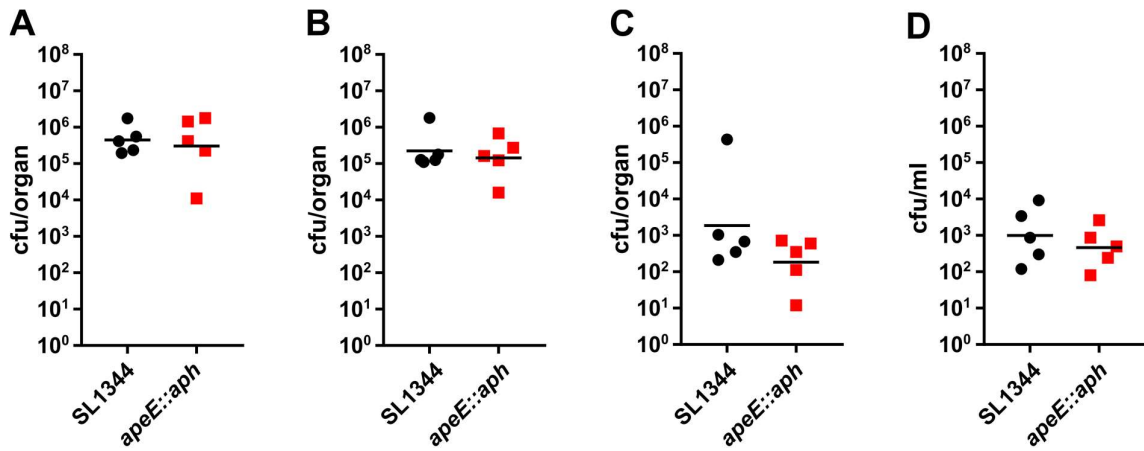 A
cfu/organ
10⁸
10⁷
10⁶
10⁵
10⁴
10³
10²
10¹
10⁰
SL1344
apeE::aph
B
cfu/organ
10⁸
10⁷
10⁶
10⁵
10⁴
10³
10²
10¹
10⁰
SL1344
apeE::aph
C
cfu/organ
10⁸
10⁷
10⁶
10⁵
10⁴
10³
10²
10¹
10⁰
SL1344
apeE::aph
D
cfu/ml
10⁸
10⁷
10⁶
10⁵
10⁴
10³
10²
10¹
10⁰
SL1344
apeE::aph